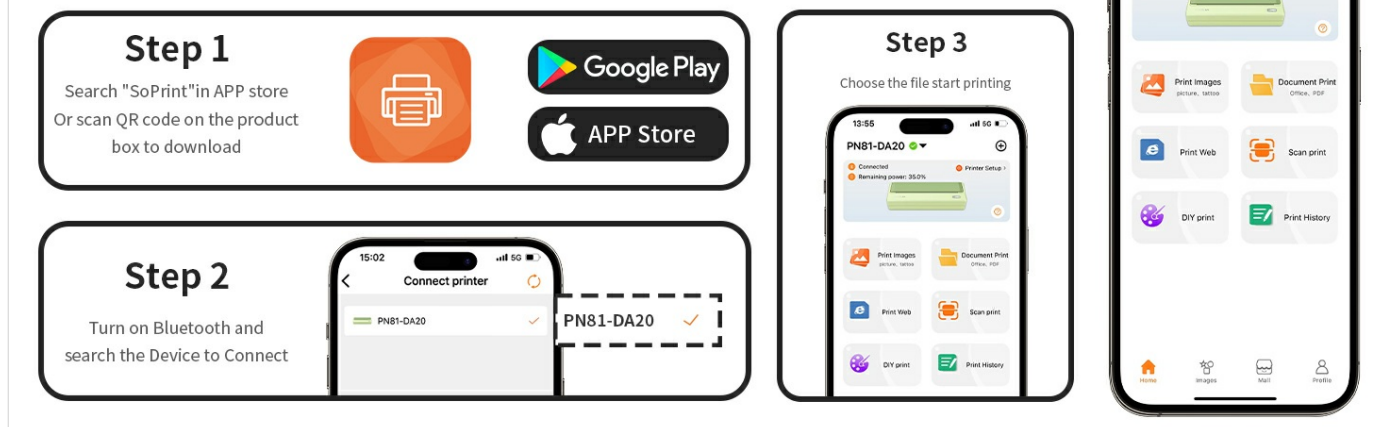 Step 1
Search "SoPrint"in APP store
Or scan QR code on the product
box to download
Google Play
APP Store
Step 2
Turn on Bluetooth and
search the Device to Connect
15:02
5G
Connect printer
PN81-DA20
PN81-DA20
Step 3
Choose the file start printing
13:55
5G
PN81-DA20
Connected
Printer Setup
Remaining power: 35.0%
Print Images
picture, tattoo
Document Print
Office, PDF
Print Web
Scan print
DIY print
Print History
Print Images
picture, tattoo
Document Print
Office, PDF
Print Web
Scan print
DIY print
Print History
Home
Images
Mall
Profile